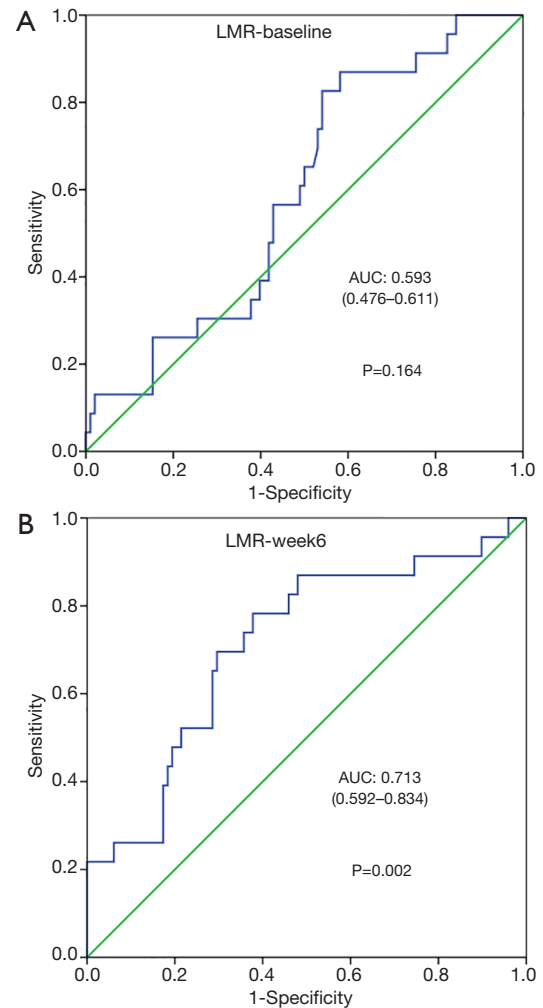 A
LMR-baseline
1.0
0.8
0.6
0.4
0.2
0.0
Sensitivity
AUC: 0.593
(0.476–0.611)
P=0.164
0.0 0.2 0.4 0.6 0.8 1.0
1-Specificity
B
LMR-week6
1.0
0.8
0.6
0.4
0.2
0.0
Sensitivity
AUC: 0.713
(0.592–0.834)
P=0.002
0.0 0.2 0.4 0.6 0.8 1.0
1-Specificity